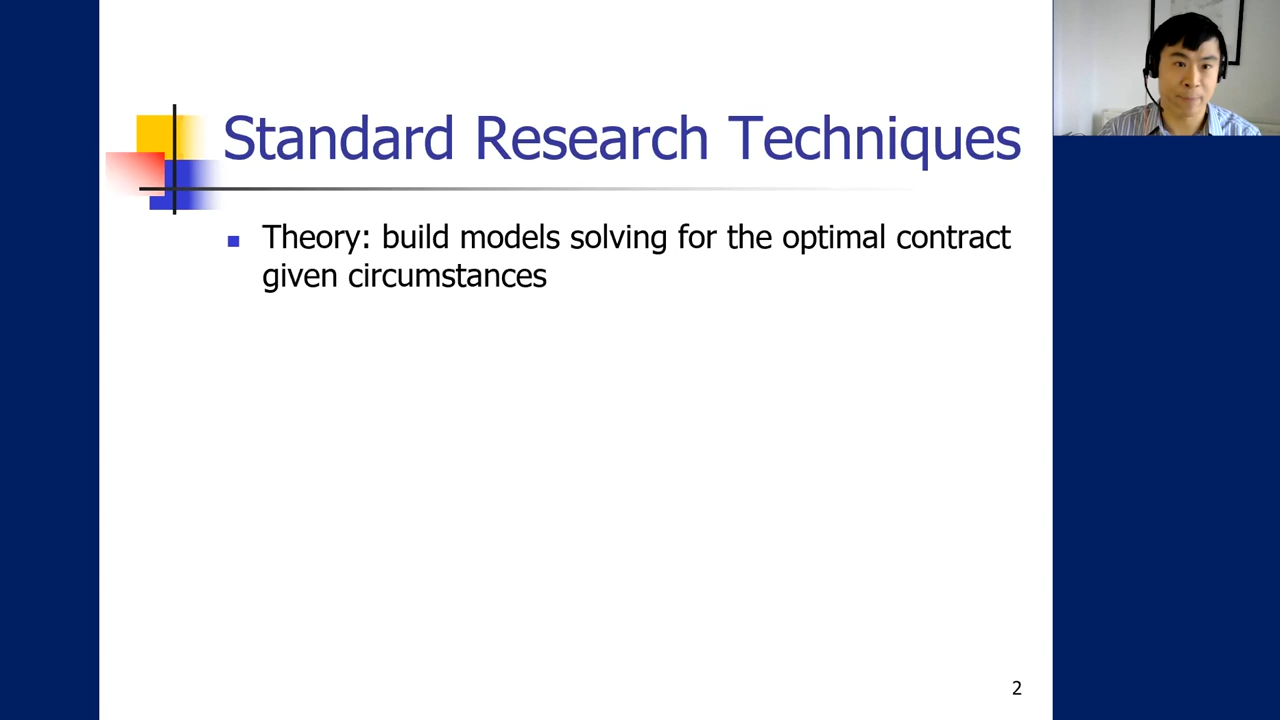 Standard Research Techniques
Theory: build models solving for the optimal contract
given circumstances
2